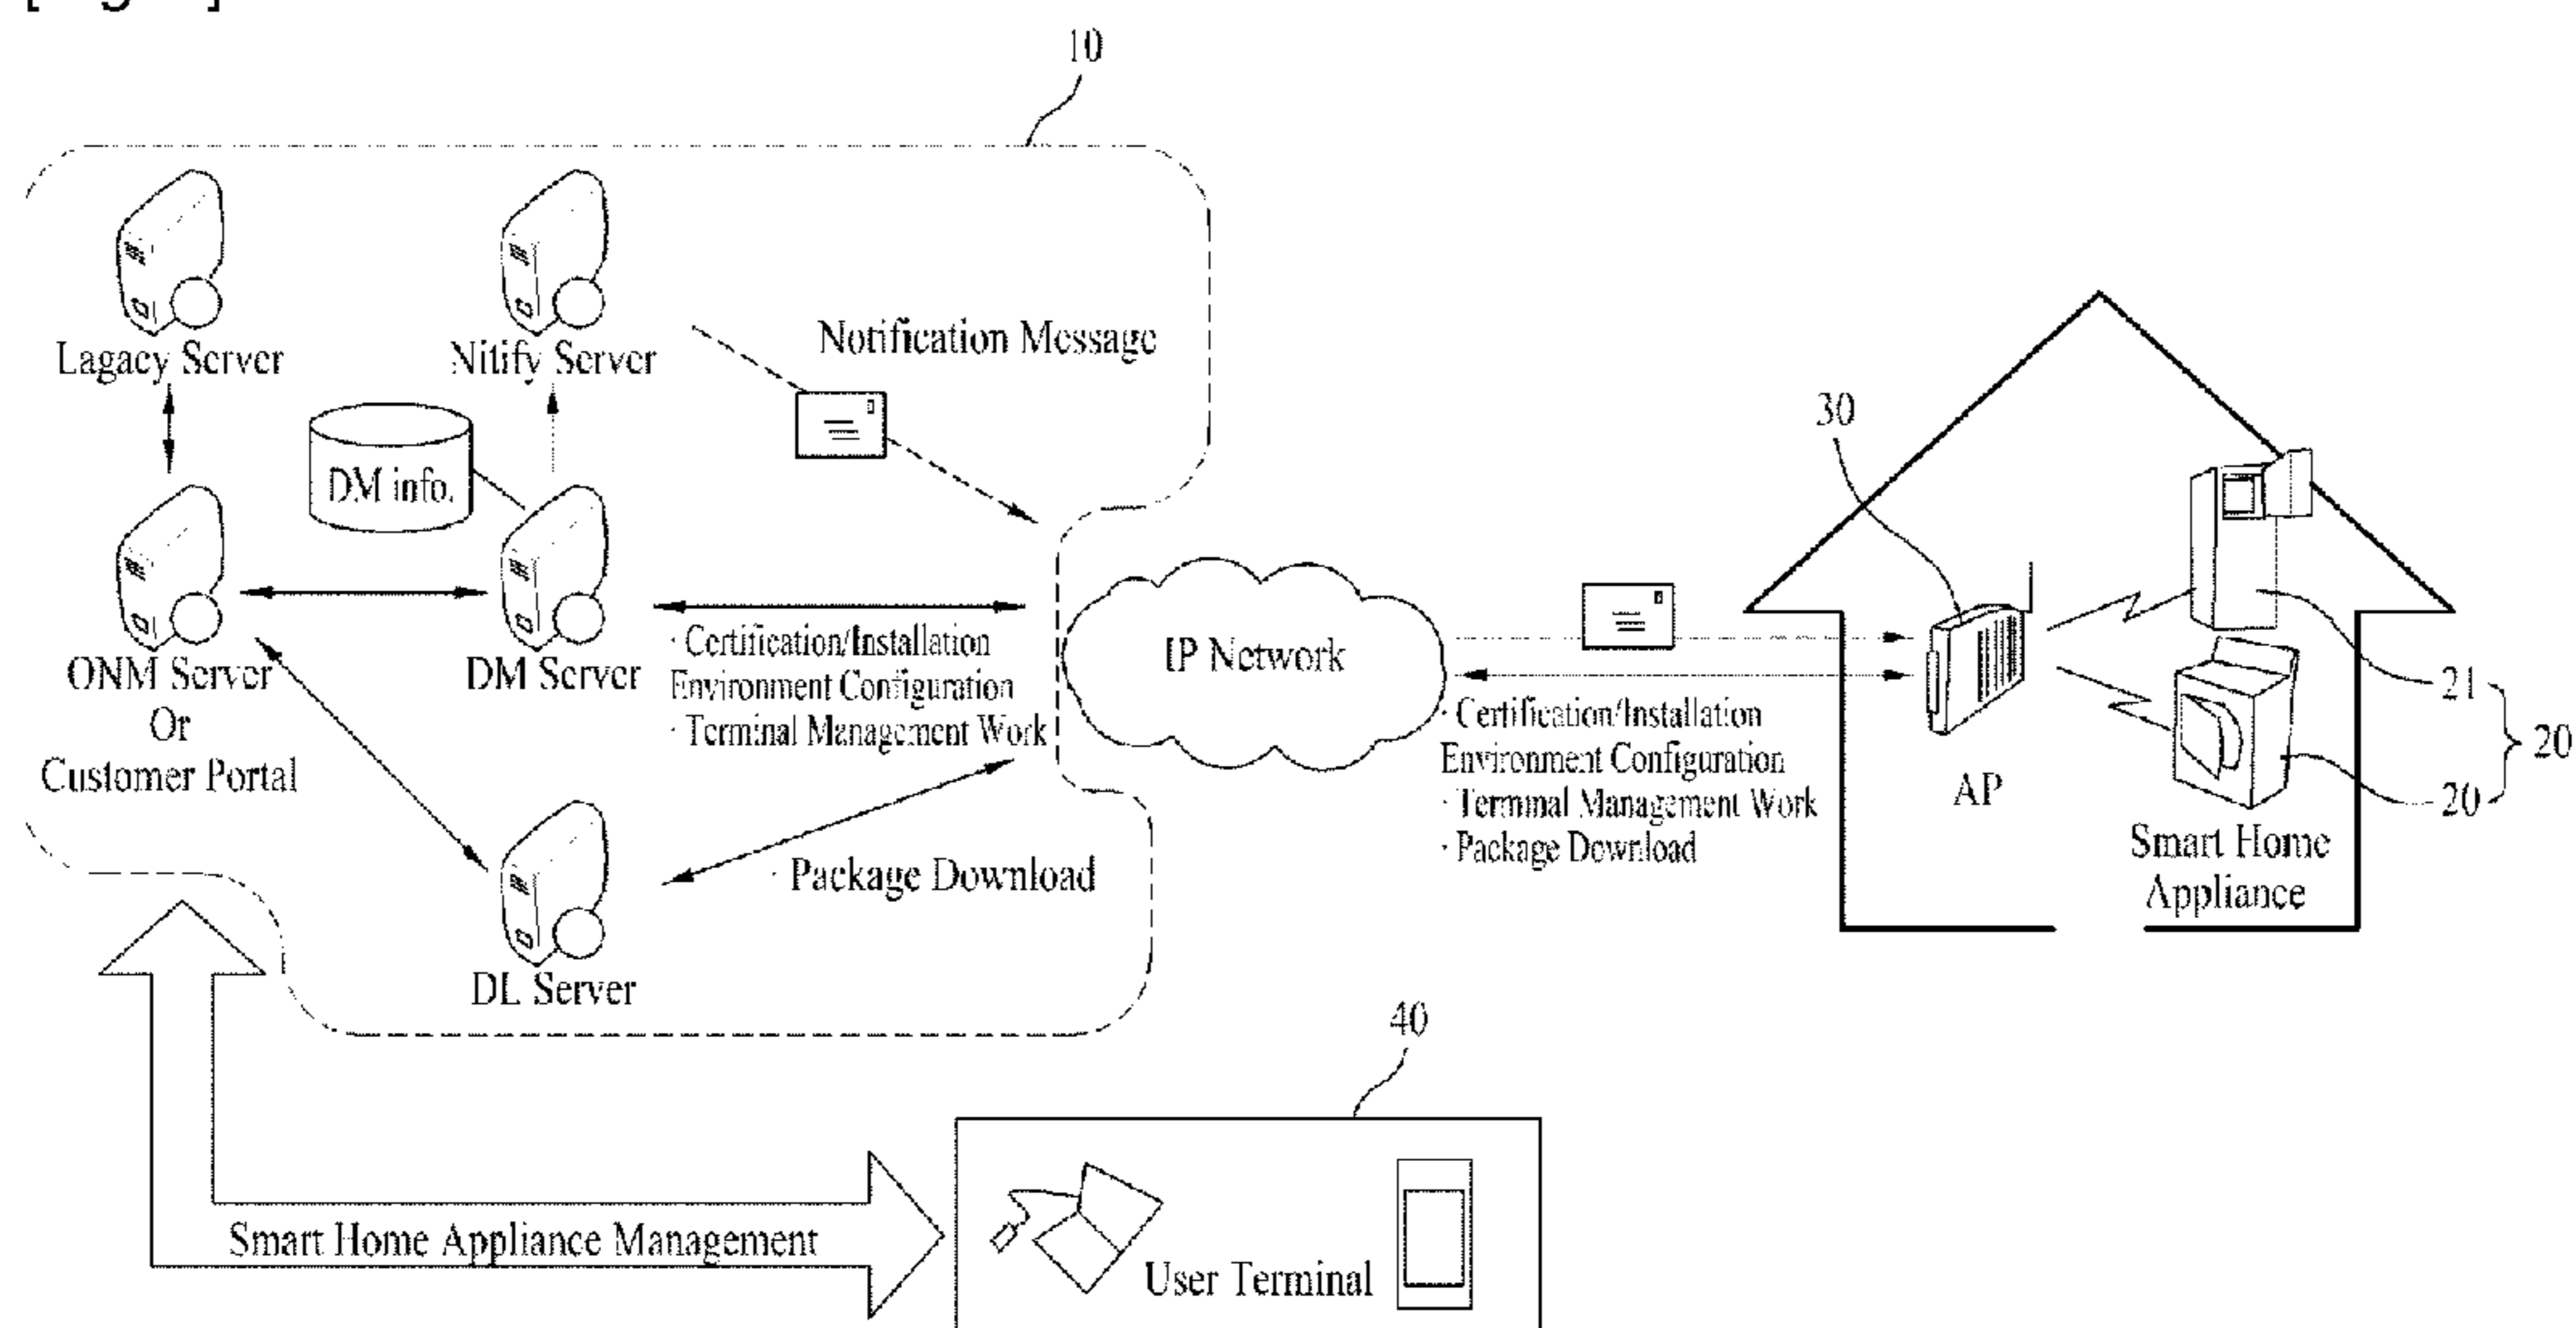 10
Lagacy Server
Nitify Server
Notification Message
DM info.
ONM Server
Or
Customer Portal
DM Server
· Certification/Installation
Environment Configuration
· Terminal Management Work
IP Network
DL Server
· Package Download
· Certification/Installation
Environment Configuration
· Terminal Management Work
· Package Download
30
AP
21
20
20
Smart Home
Appliance
40
Smart Home Appliance Management
User Terminal